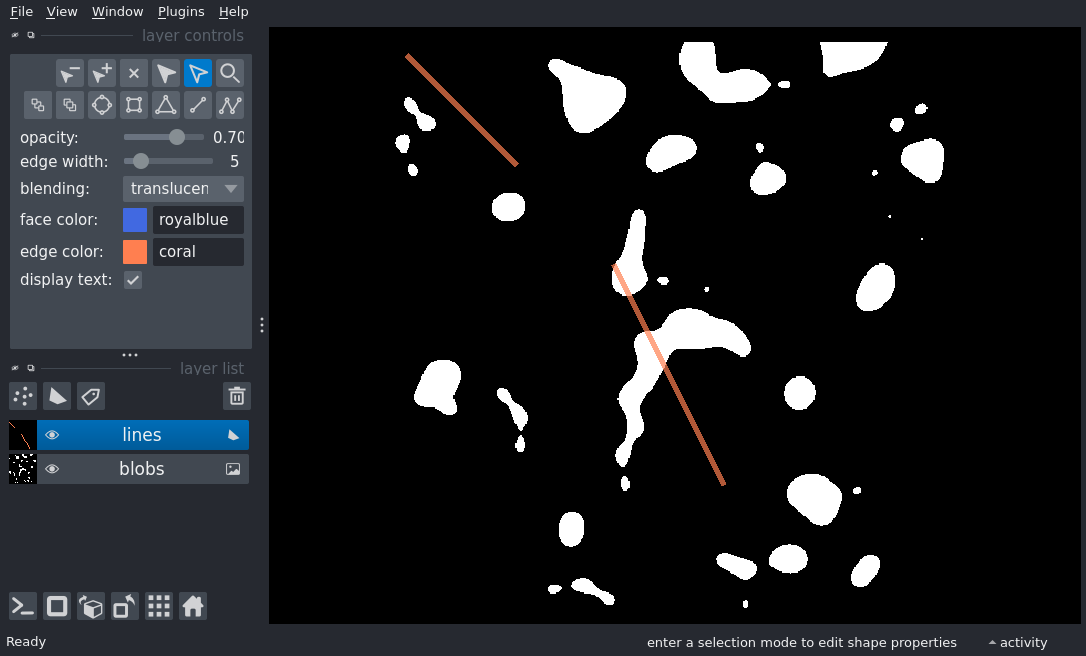 File View Window Plugins Help
layer controls
opacity: 0.70
edge width: 5
blending: translucen
face color: royalblue
edge color: coral
display text:
layer list
lines
blobs
Ready enter a selection mode to edit shape properties activity